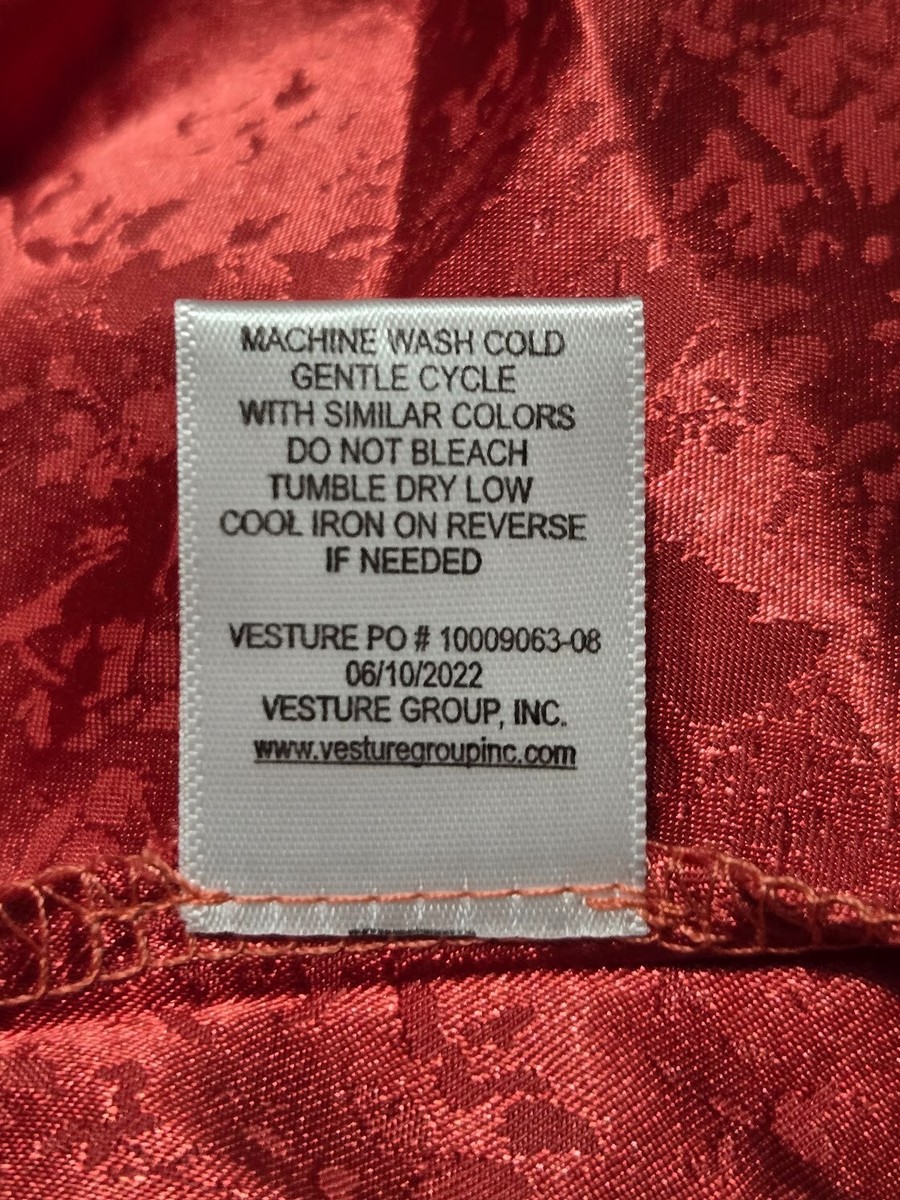 MACHINE WASH COLD
GENTLE CYCLE
WITH SIMILAR COLORS
DO NOT BLEACH
TUMBLE DRY LOW
COOL IRON ON REVERSE
IF NEEDED
VESTURE PO # 10009063-08
06/10/2022
VESTURE GROUP, INC.
www.vesturegroupinc.com